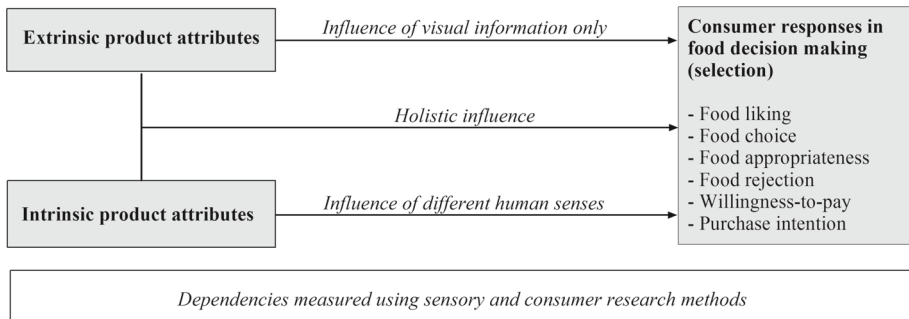 Extrinsic product attributes
Influence of visual information only
Holistic influence
Intrinsic product attributes
Influence of different human senses
Consumer responses in
food decision making
(selection)
- Food liking
- Food choice
- Food appropriateness
- Food rejection
- Willingness-to-pay
- Purchase intention
Dependencies measured using sensory and consumer research methods